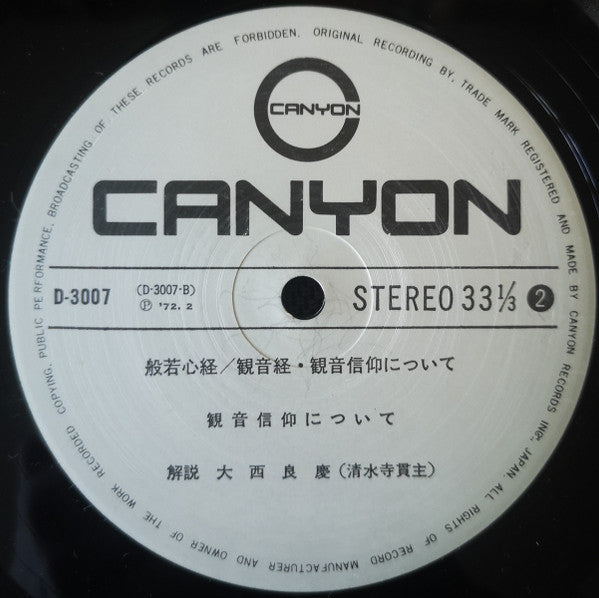 CANYON
CANYON
D-3007
(D-3007-B)
Ⓟ '72. 2
STEREO 33⅓ 2
般若心経／観音経・観音信仰について
観音信仰について
解説 大西良慶（清水寺貫主）
ORIGINAL RECORDING BY, TRADE MARK REGISTERED AND MADE BY CANYON RECORDS INC., JAPAN. ALL RIGHTS OF RECORD MANUFACTURER AND OWNER OF THE WORK RECORDED COPYING, PUBLIC PERFORMANCE, BROADCASTING OF THESE RECORDS ARE FORBIDDEN.